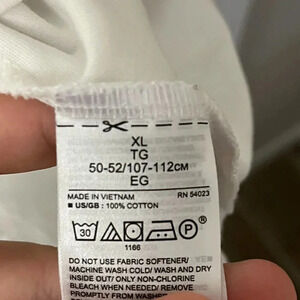 XL
TG
50-52/107-112CM
EG
MADE IN VIETNAM RN 54023
■ US/GB : 100% COTTON
30 P
1166
DO NOT USE FABRIC SOFTENER/
MACHINE WASH COLD/ WASH AND DRY
INSIDE OUT/ ONLY NON-CHLORINE
BLEACH WHEN NEEDED/ REMOVE
PROMPTLY FROM WASHER